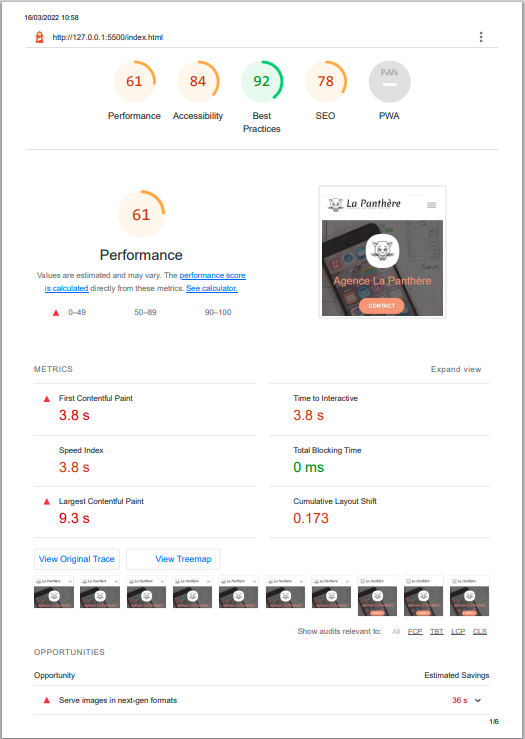 16/03/2022 10:58
http://127.0.0.1:5500/index.html
61 84 92 78 PWA
Performance Accessibility Best Practices SEO PWA
61
Performance
Values are estimated and may vary. The performance score
is calculated directly from these metrics. See calculator.
0–49 50–89 90–100
La Panthère
Agence La Panthère
CONTACT
METRICS Expand view
First Contentful Paint Time to Interactive
3.8 s 3.8 s
Speed Index Total Blocking Time
3.8 s 0 ms
Largest Contentful Paint Cumulative Layout Shift
9.3 s 0.173
View Original Trace View Treemap
Show audits relevant to: All FCP TBT LCP CLS
OPPORTUNITIES
Opportunity Estimated Savings
Serve images in next-gen formats 36 s
1/6